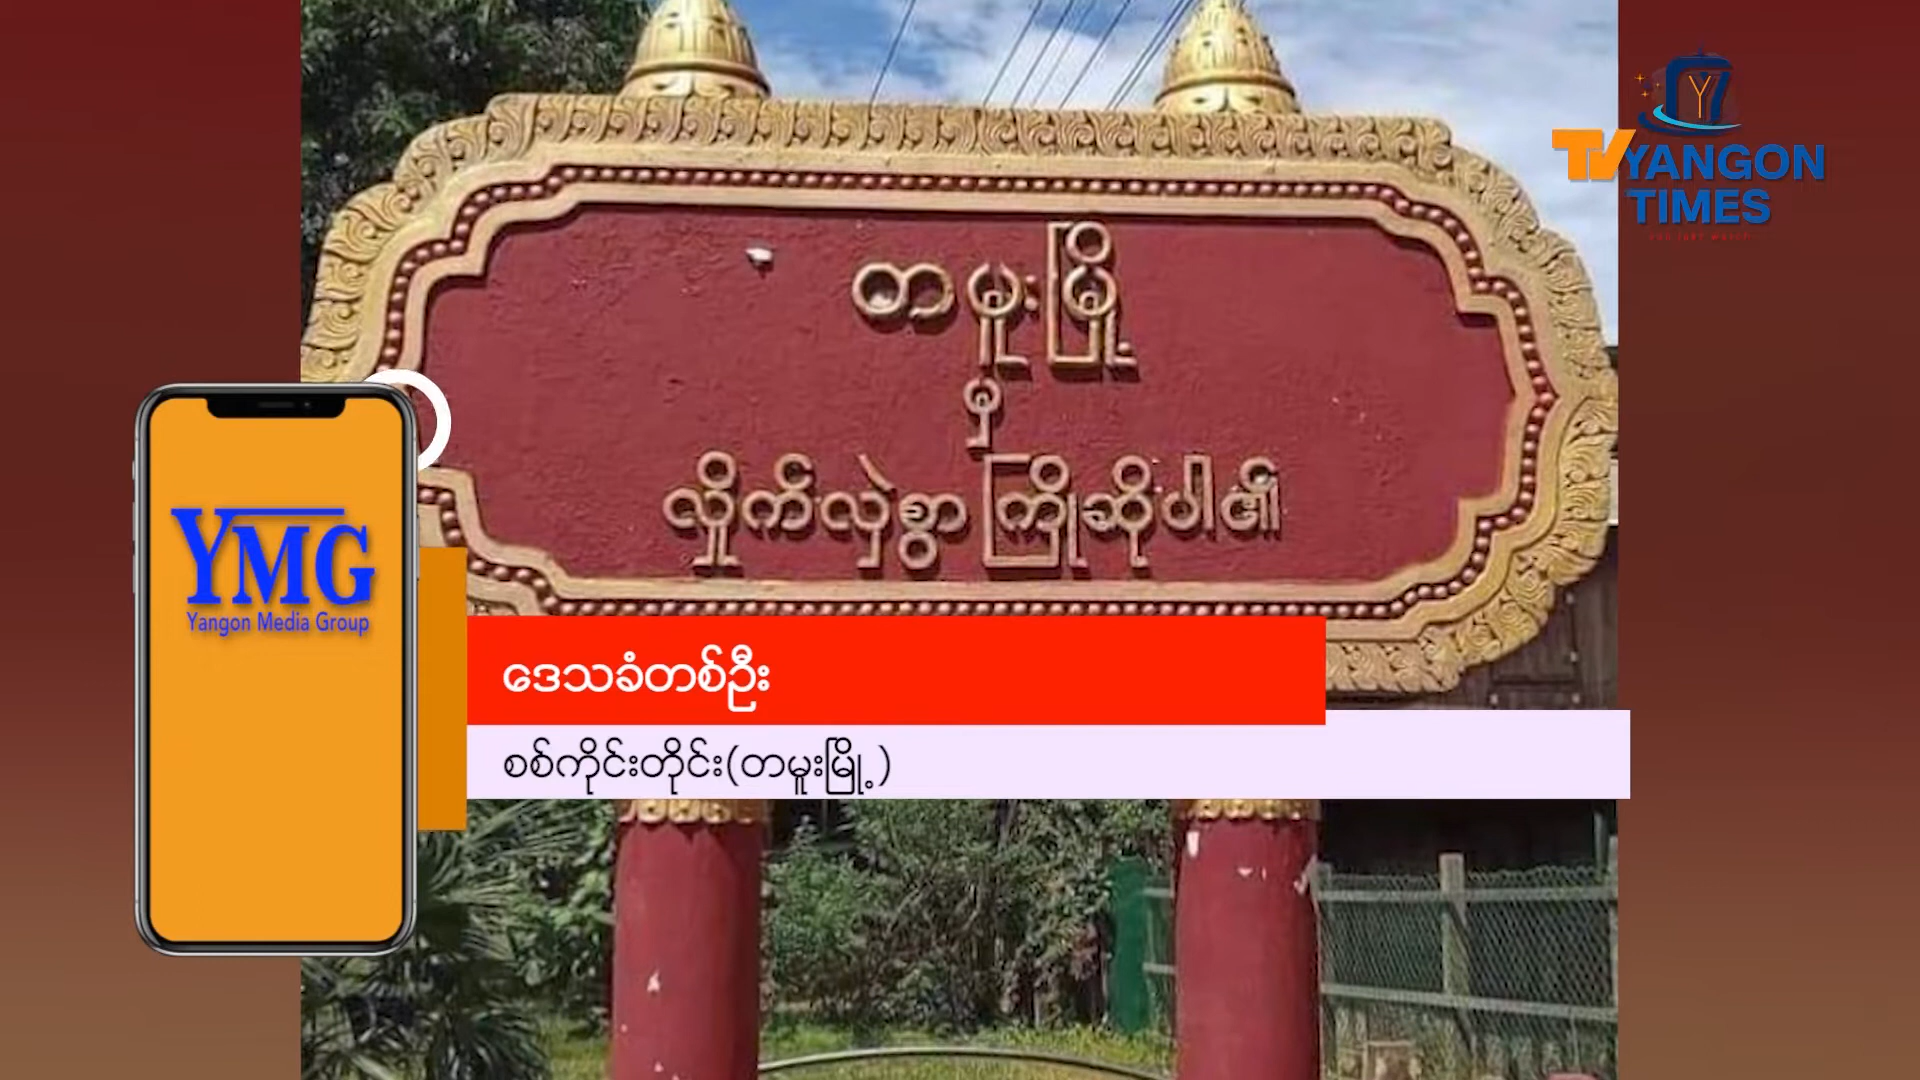 တမူးမြို့
မှ
လှိုက်လှဲစွာ ကြိုဆိုပါ၏
TV YANGON
TIMES
YMG
Yangon Media Group
ဒေသခံတစ်ဦး
စစ်ကိုင်းတိုင်း(တမူးမြို့)